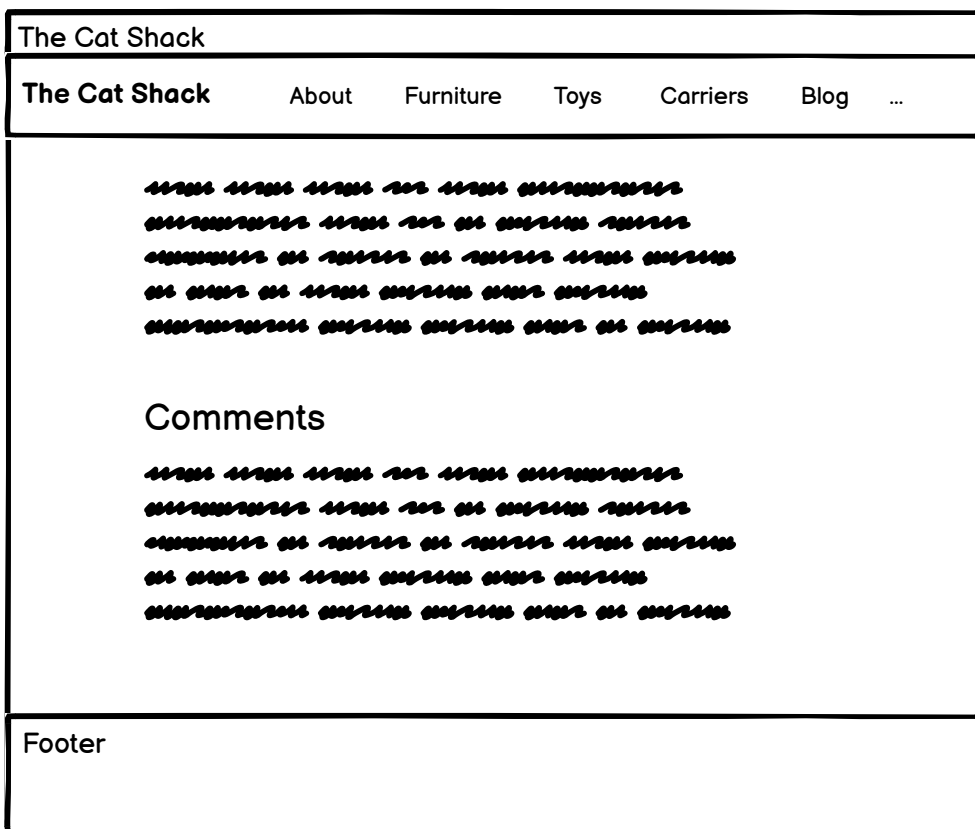 The Cat Shack
The Cat Shack About Furniture Toys Carriers Blog ...
Comments
Footer